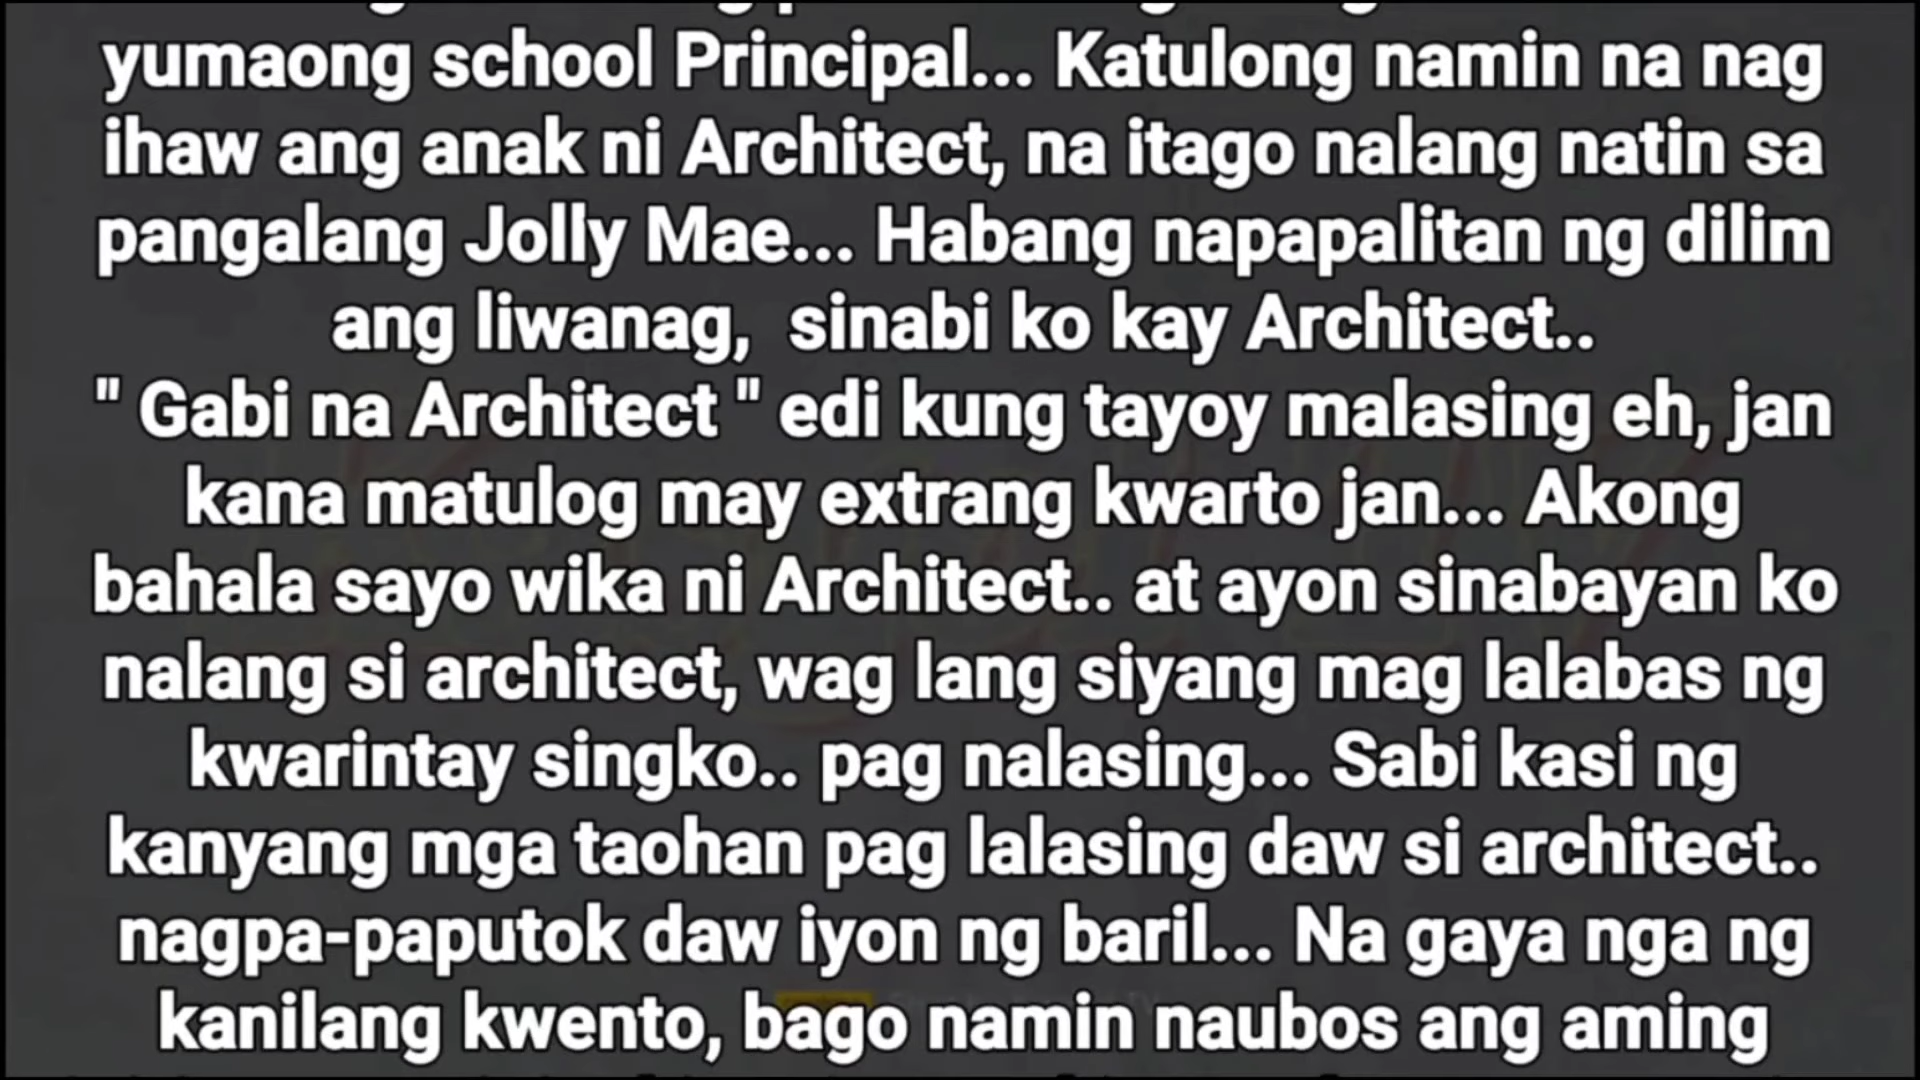 yumaong school Principal... Katulong namin na nag
ihaw ang anak ni Architect, na itago nalang natin sa
pangalang Jolly Mae... Habang napapalitan ng dilim
ang liwanag,  sinabi ko kay Architect..
" Gabi na Architect " edi kung tayoy malasing eh, jan
kana matulog may extrang kwarto jan... Akong
bahala sayo wika ni Architect.. at ayon sinabayan ko
nalang si architect, wag lang siyang mag lalabas ng
kwarintay singko.. pag nalasing... Sabi kasi ng
kanyang mga taohan pag lalasing daw si architect..
nagpa-paputok daw iyon ng baril... Na gaya nga ng
kanilang kwento, bago namin naubos ang aming